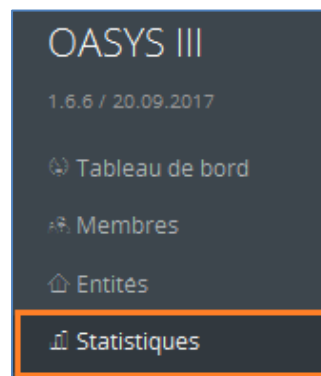 OASYS III
1.6.6 / 20.09.2017
Tableau de bord
Membres
Entités
Statistiques